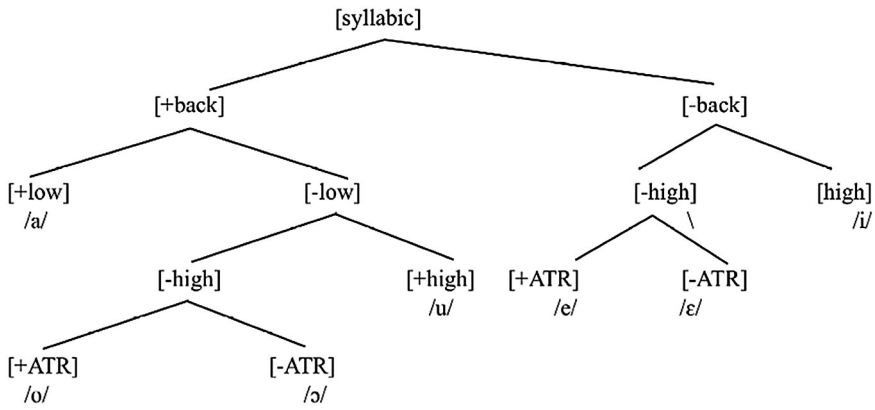 [syllabic]
[+back] [-back]
[+low] [-low] [-high] [high]
/a/ /i/
\
[-high] [+high] [+ATR] [-ATR]
/u/ /e/ /ɛ/
[+ATR] [-ATR]
/o/ /ɔ/